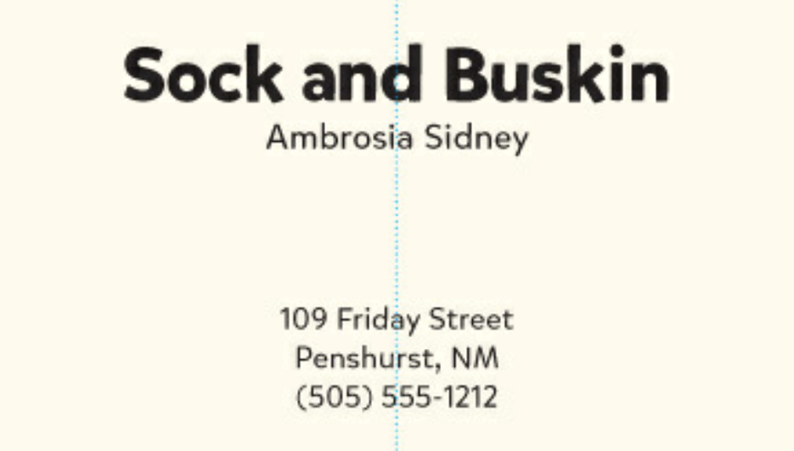 Sock and Buskin
Ambrosia Sidney
109 Friday Street
Penshurst, NM
(505) 555-1212